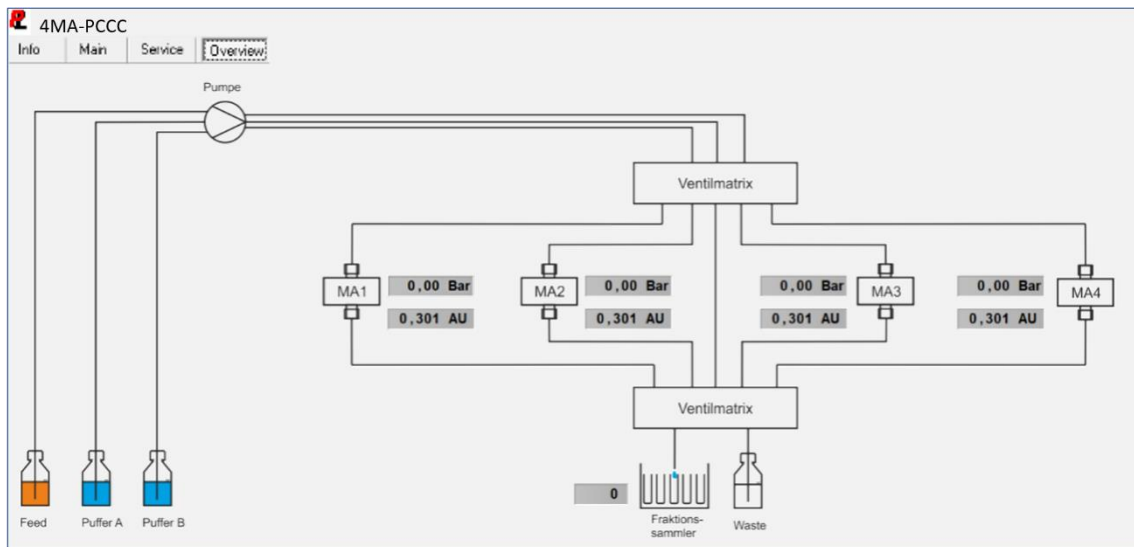 4MA-PCCC
Info Main Service Overview
Pumpe
Ventilmatrix
MA1 0,00 Bar MA2 0,00 Bar 0,00 Bar MA3 0,00 Bar MA4
0,301 AU 0,301 AU 0,301 AU 0,301 AU
Ventilmatrix
0
Feed Puffer A Puffer B Fraktions-
sammler Waste